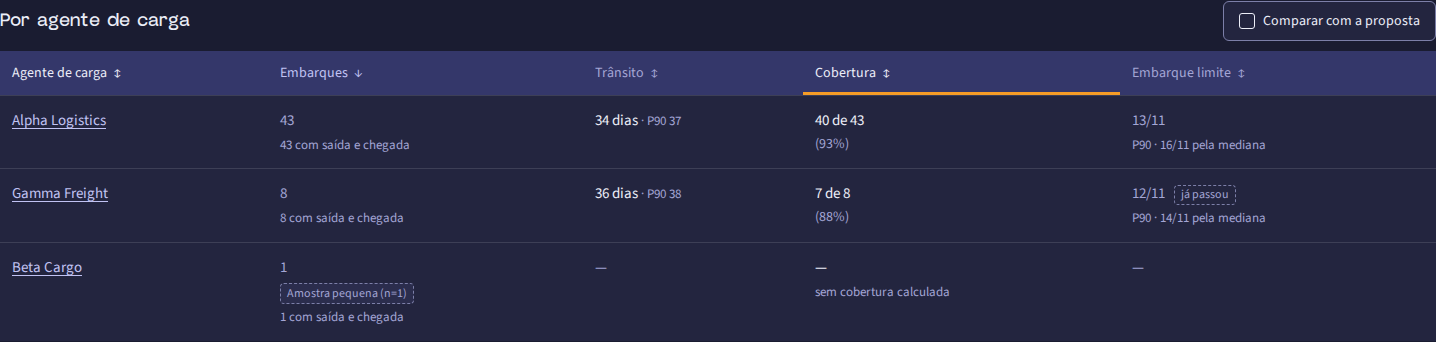 Por agente de carga
Comparar com a proposta
Agente de carga ↕ Embarques ↓ Trânsito ↕ Cobertura ↕ Embarque limite ↕
Alpha Logistics 43 34 dias · P90 37 40 de 43 13/11
43 com saída e chegada (93%) P90 · 16/11 pela mediana
Gamma Freight 8 36 dias · P90 38 7 de 8 12/11 já passou
8 com saída e chegada (88%) P90 · 14/11 pela mediana
Beta Cargo 1 — — —
Amostra pequena (n=1) sem cobertura calculada
1 com saída e chegada